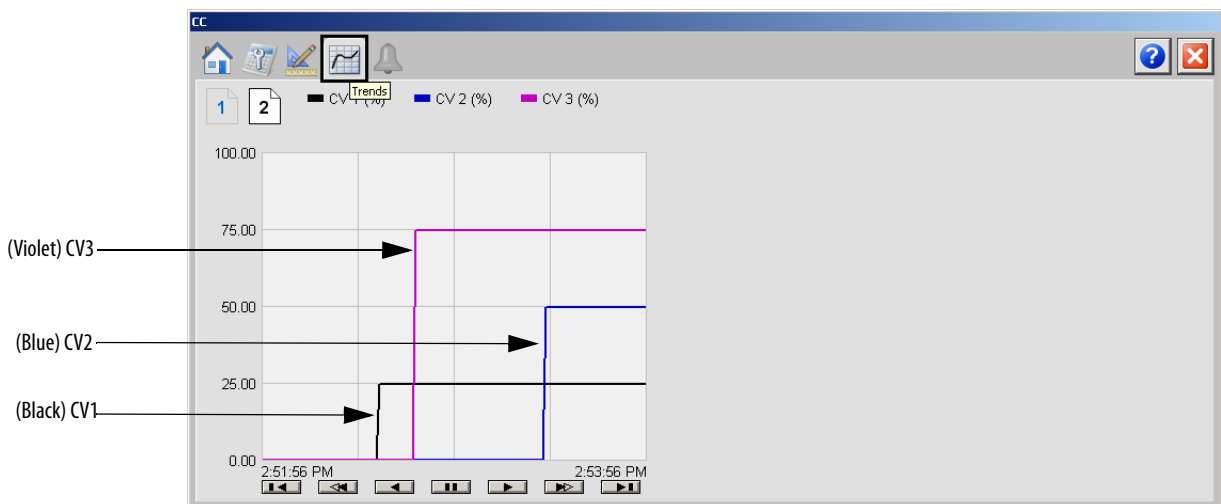 CC
Trends
1
2
CV 1 (%)
CV 2 (%)
CV 3 (%)
100.00
75.00
(Violet) CV3
50.00
(Blue) CV2
25.00
(Black) CV1
0.00
2:51:56 PM
2:53:56 PM